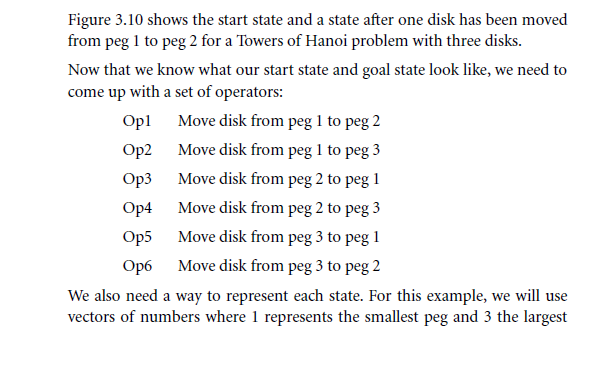 Figure 3.10 shows the start state and a state after one disk has been moved
from peg 1 to peg 2 for a Towers of Hanoi problem with three disks.
Now that we know what our start state and goal state look like, we need to
come up with a set of operators:
Op1 Move disk from peg 1 to peg 2
Op2 Move disk from peg 1 to peg 3
Op3 Move disk from peg 2 to peg 1
Op4 Move disk from peg 2 to peg 3
Op5 Move disk from peg 3 to peg 1
Op6 Move disk from peg 3 to peg 2
We also need a way to represent each state. For this example, we will use
vectors of numbers where 1 represents the smallest peg and 3 the largest